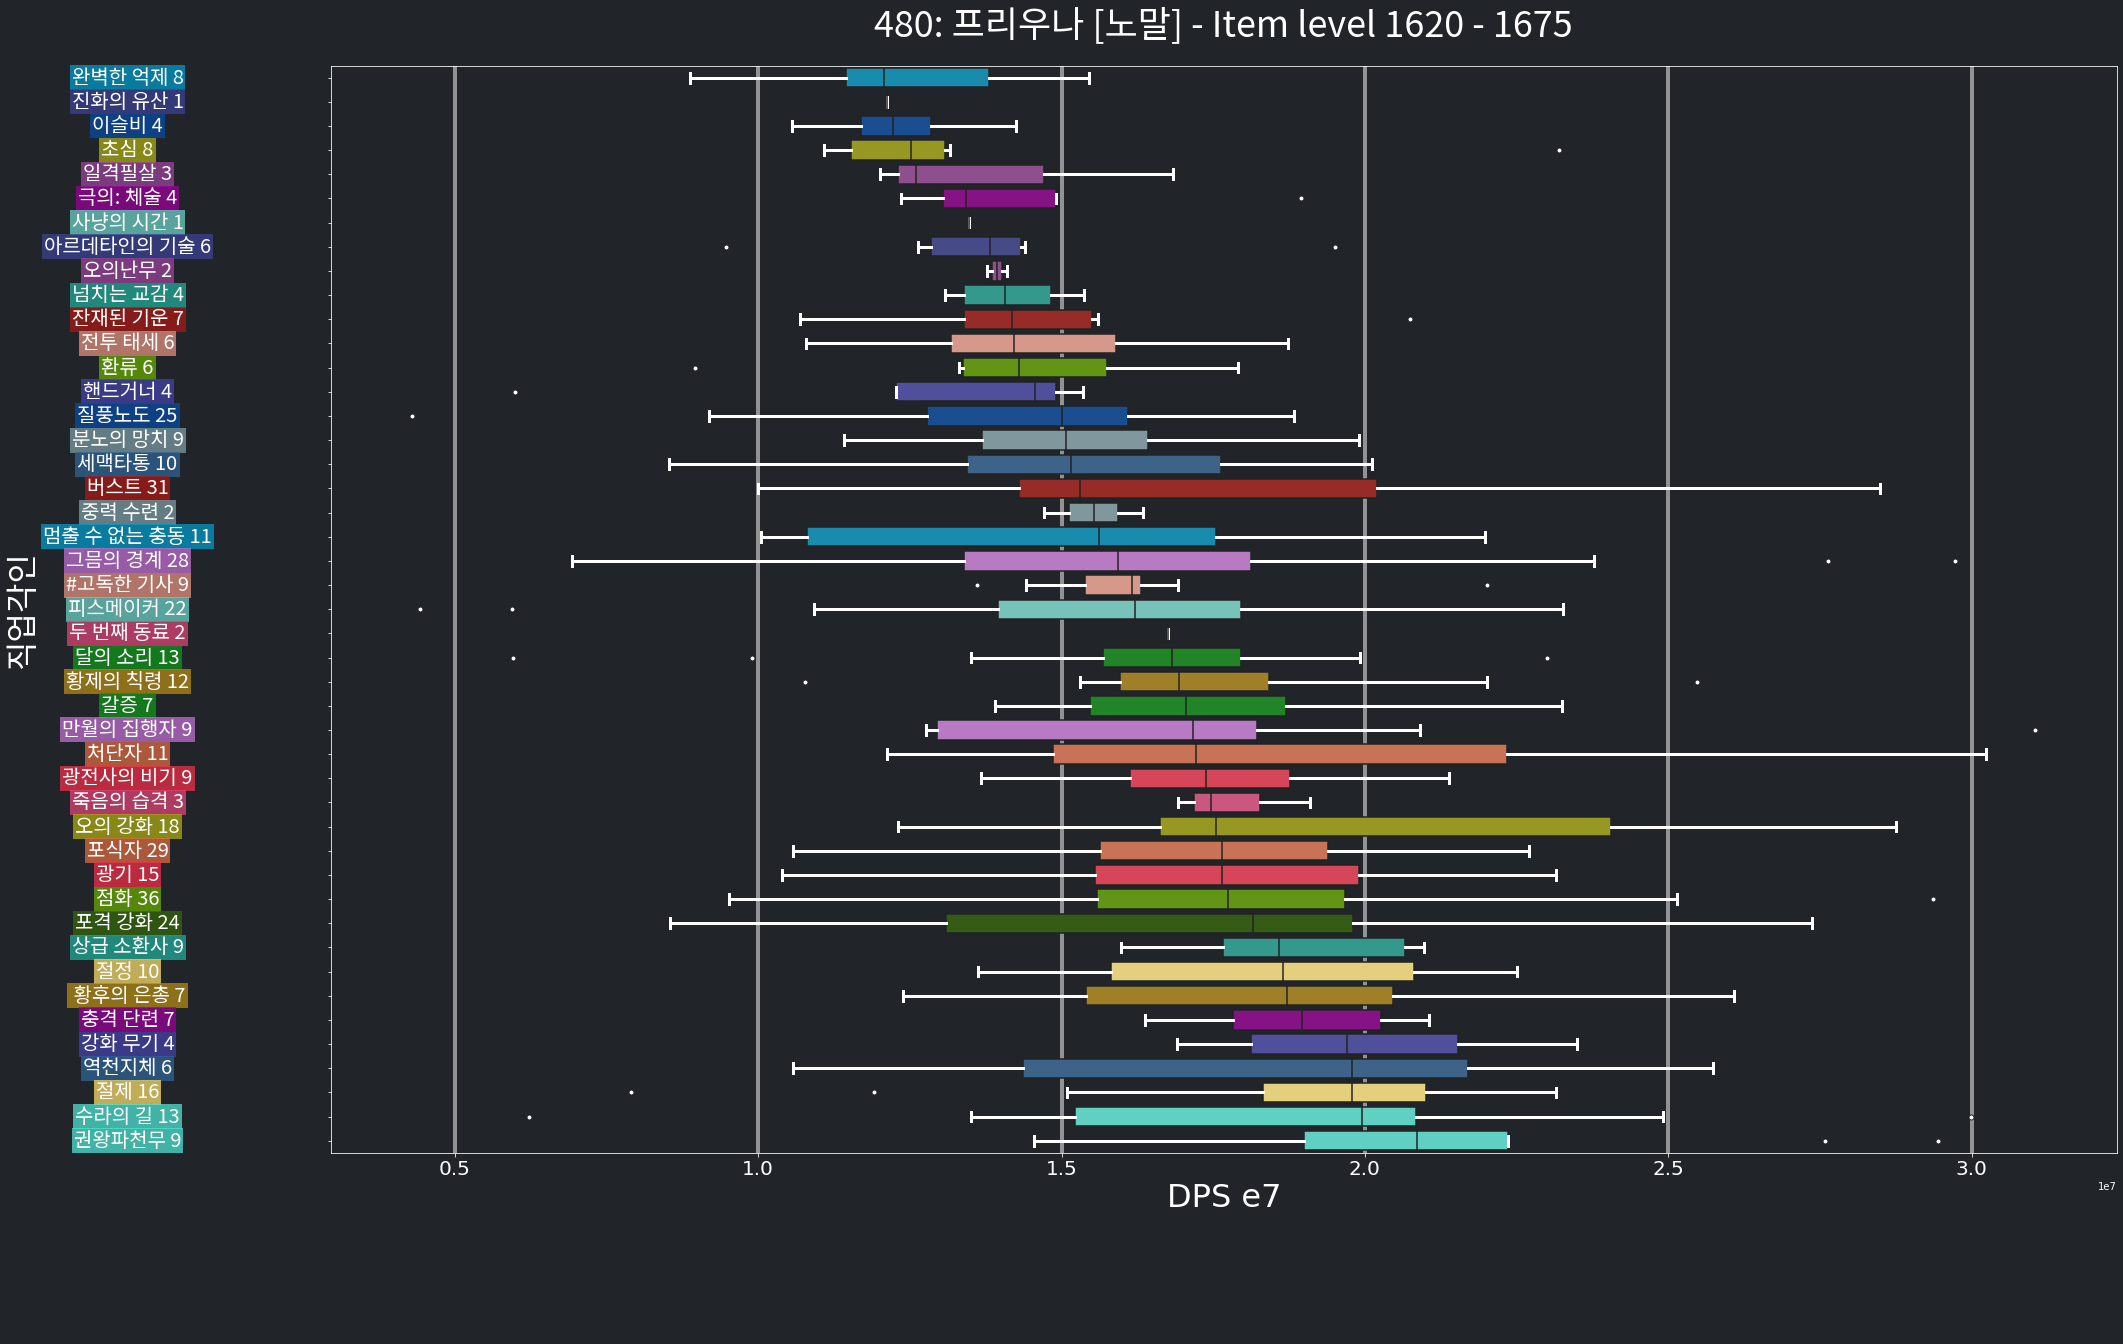 480: 프리우나 [노말] - Item level 1620 - 1675
완벽한 억제 8
진화의 유산 1
이슬비 4
초심 8
일격필살 3
극의: 체술 4
사냥의 시간 1
아르데타인의 기술 6
오의난무 2
넘치는 교감 4
잔재된 기운 7
전투 태세 6
환류 6
핸드거너 4
질풍노도 25
분노의 망치 9
세맥타통 10
버스트 31
중력 수련 2
멈출 수 없는 충동 11
그믐의 경계 28
#고독한 기사 9
피스메이커 22
두 번째 동료 2
달의 소리 13
황제의 칙령 12
갈증 7
만월의 집행자 9
처단자 11
광전사의 비기 9
죽음의 습격 3
오의 강화 18
포식자 29
광기 15
점화 36
포격 강화 24
상급 소환사 9
절정 10
황후의 은총 7
충격 단련 7
강화 무기 4
역천지체 6
절제 16
수라의 길 13
권왕파천무 9
직업각인
0.5 1.0 1.5 2.0 2.5 3.0
DPS e7
1e7